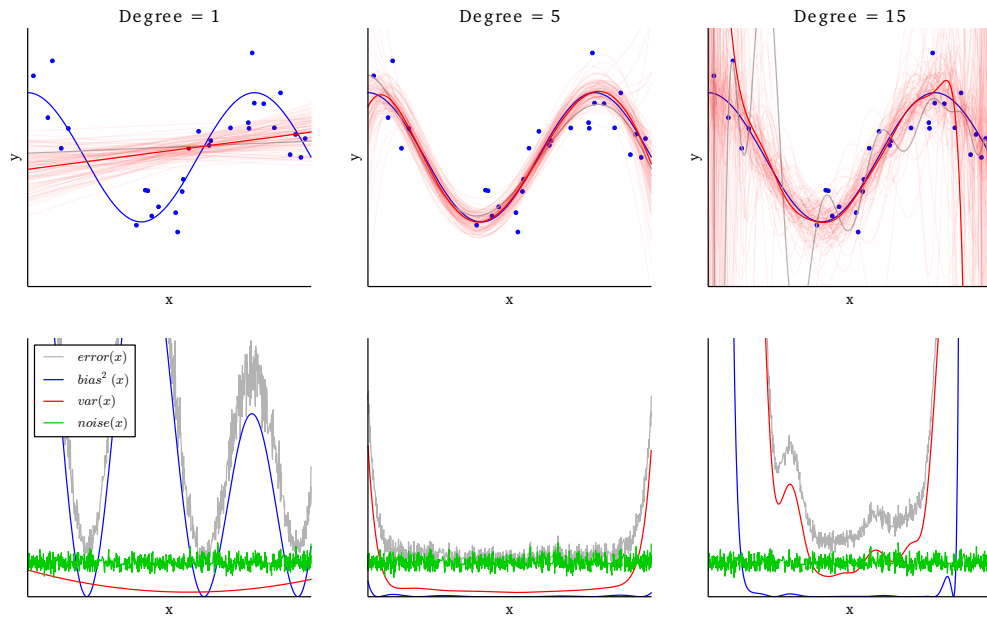 Degree = 1
Degree = 5
Degree = 15
y
y
y
x
x
x
error(x)
bias² (x)
var(x)
noise(x)
x
x
x